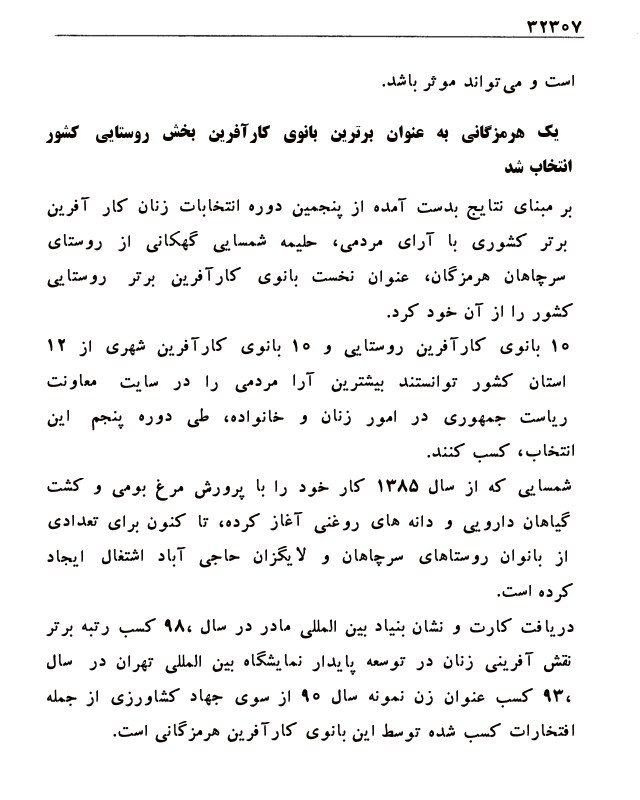 ۳۲۳۰۷
است و می‌تواند موثر باشد.
یک هرمزگانی به عنوان برترین بانوی کارآفرین بخش روستایی کشور
انتخاب شد
بر مبنای نتایج بدست آمده از پنجمین دوره انتخابات زنان کار آفرین
برتر کشوری با آرای مردمی، حلیمه شمسایی گهکانی از روستای
سرچاهان هرمزگان، عنوان نخست بانوی کارآفرین برتر روستایی
کشور را از آن خود کرد.
۱۰ بانوی کارآفرین روستایی و ۱۰ بانوی کارآفرین شهری از ۱۲
استان کشور توانستند بیشترین آرا مردمی را در سایت معاونت
ریاست جمهوری در امور زنان و خانواده، طی دوره پنجم این
انتخاب، کسب کنند.
شمسایی که از سال ۱۳۸۵ کار خود را با پرورش مرغ بومی و کشت
گیاهان دارویی و دانه های روغنی آغاز کرده، تا کنون برای تعدادی
از بانوان روستاهای سرچاهان و لایگزان حاجی آباد اشتغال ایجاد
کرده است.
دریافت کارت و نشان بنیاد بین المللی مادر در سال ،۹۸ کسب رتبه برتر
نقش آفرینی زنان در توسعه پایدار نمایشگاه بین المللی تهران در سال
،۹۳ کسب عنوان زن نمونه سال ۹۰ از سوی جهاد کشاورزی از جمله
افتخارات کسب شده توسط این بانوی کارآفرین هرمزگانی است.